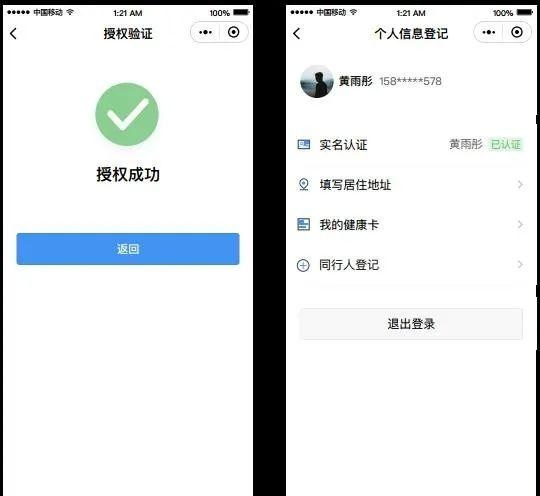 中国移动
1:21 AM
100%
授权验证
授权成功
返回
中国移动
1:21 AM
100%
个人信息登记
黄雨彤 158*****578
实名认证 黄雨彤 已认证
填写居住地址
我的健康卡
同行人登记
退出登录